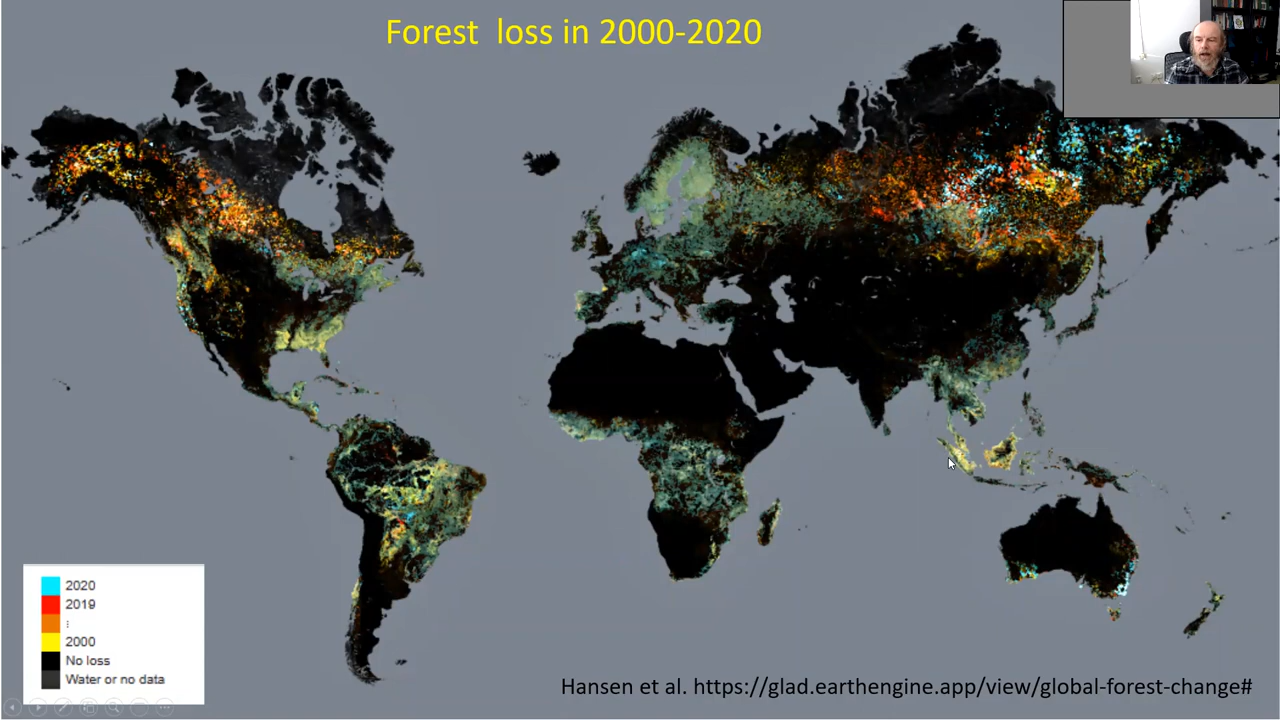 Forest loss in 2000-2020
2020
2019
:
2000
No loss
Water or no data
Hansen et al. https://glad.earthengine.app/view/global-forest-change#